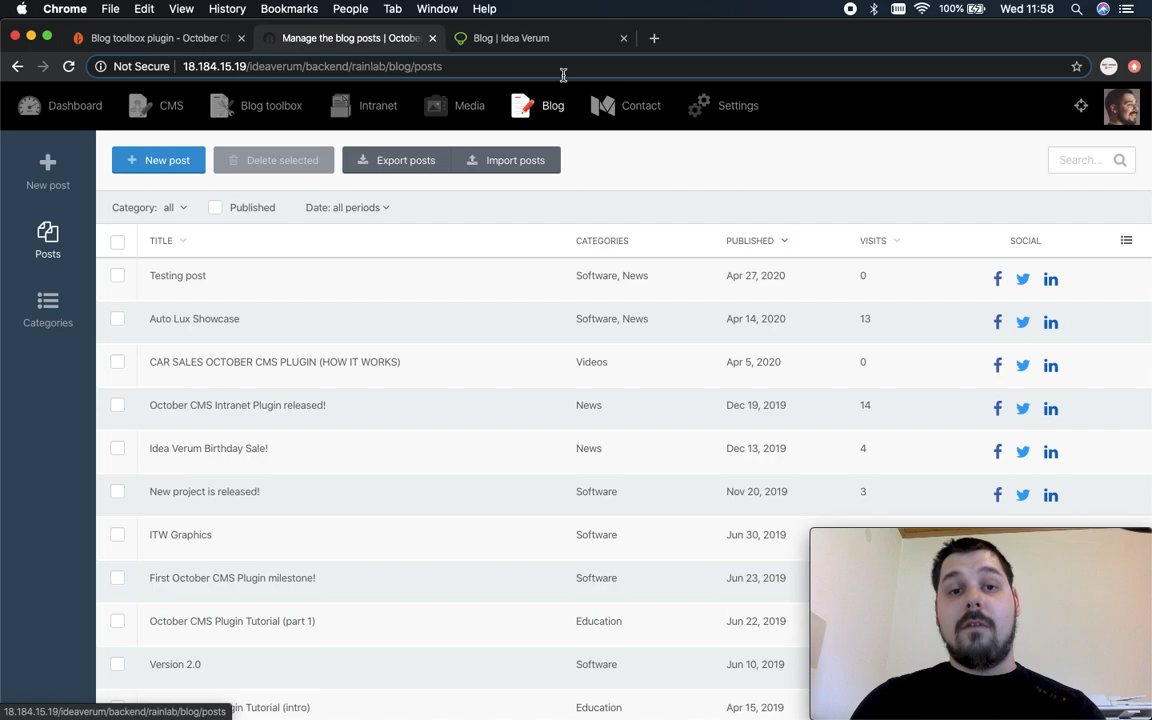 Chrome File Edit View History Bookmarks People Tab Window Help 100% Wed 11:58
Blog toolbox plugin - October C Manage the blog posts | Octobe Blog | Idea Verum
Not Secure 18.184.15.19/ideaverum/backend/rainlab/blog/posts
Dashboard CMS Blog toolbox Intranet Media Blog Contact Settings
New post Delete selected Export posts Import posts Search...
New post
Category: all Published Date: all periods
TITLE CATEGORIES PUBLISHED VISITS SOCIAL
Posts
Testing post Software, News Apr 27, 2020 0
Auto Lux Showcase Software, News Apr 14, 2020 13
Categories
CAR SALES OCTOBER CMS PLUGIN (HOW IT WORKS) Videos Apr 5, 2020 0
October CMS Intranet Plugin released! News Dec 19, 2019 14
Idea Verum Birthday Sale! News Dec 13, 2019 4
New project is released! Software Nov 20, 2019 3
ITW Graphics Software Jun 30, 2019
First October CMS Plugin milestone! Software Jun 23, 2019
October CMS Plugin Tutorial (part 1) Education Jun 22, 2019
Version 2.0 Software Jun 10, 2019
gin Tutorial (intro) Education Apr 15, 2019
18.184.15.19/ideaverum/backend/rainlab/blog/posts